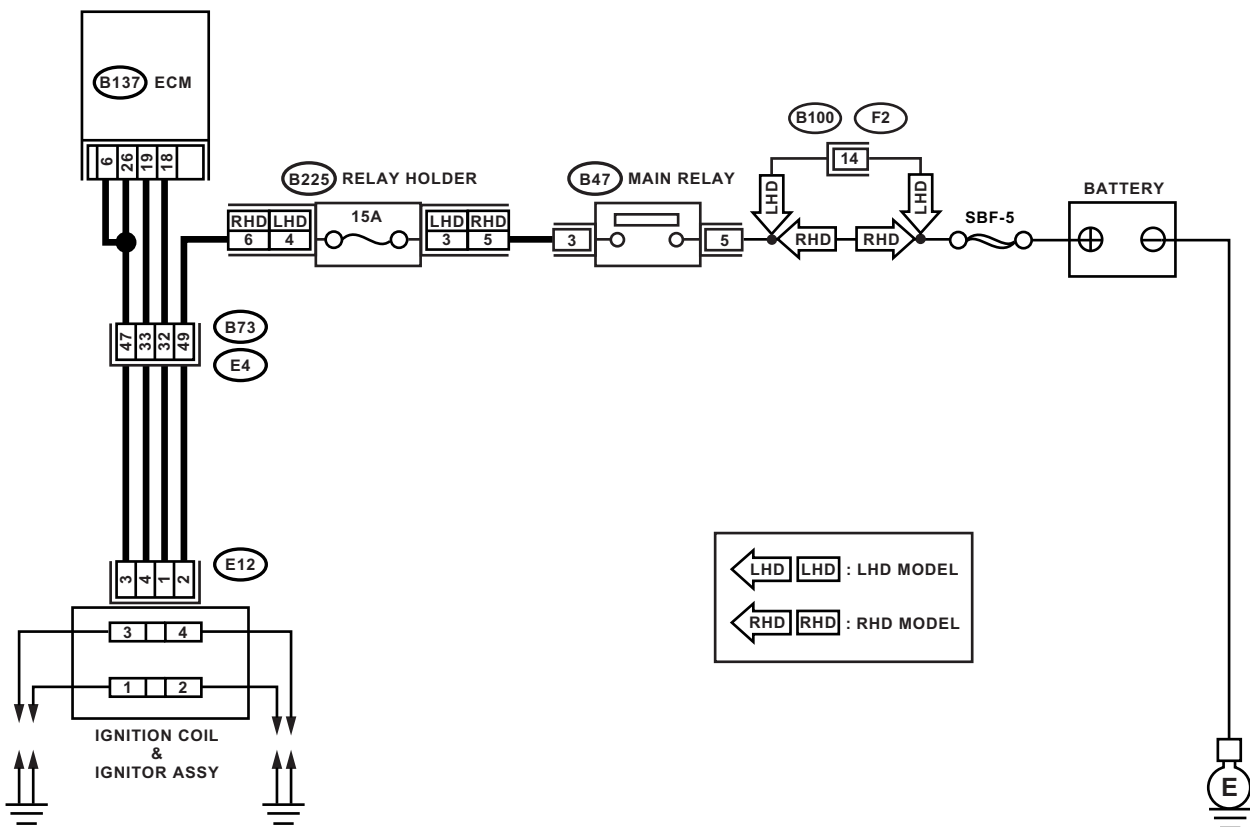 B137 ECM
6 26 19 18
B100 F2
14
LHD LHD
B225 RELAY HOLDER
B47 MAIN RELAY
BATTERY
RHD LHD
6 4
15A
LHD RHD
3 5
3
5
RHD RHD
SBF-5
47 33 32 49
B73
E4
E12
3 4 1 2
3 4
1 2
IGNITION COIL
&
IGNITOR ASSY
LHD LHD : LHD MODEL
RHD RHD : RHD MODEL
E